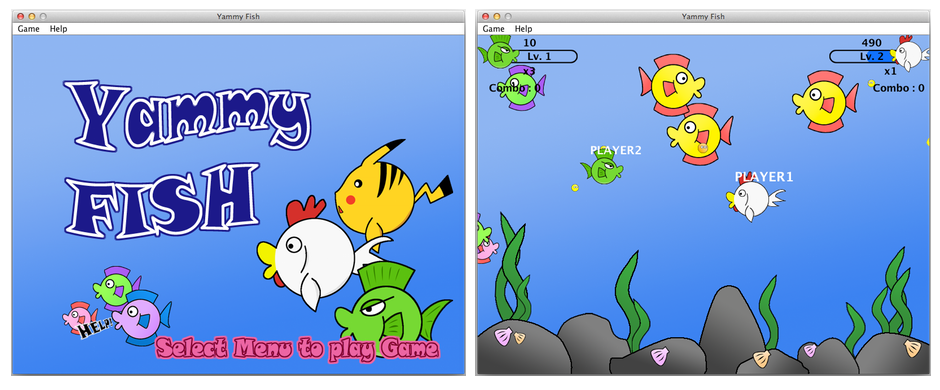 Yammy Fish
Game Help
Yammy
FISH
HELP!
Select Menu to play Game
Yammy Fish
Game Help
10
Lv. 1
x3
Combo : 0
490
Lv. 2
x1
Combo : 0
PLAYER2
PLAYER1